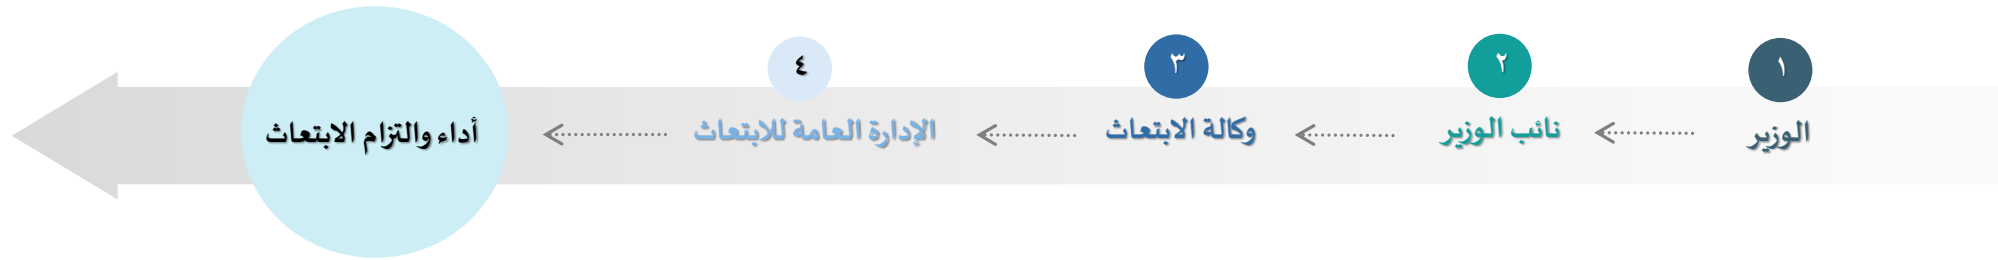 ١
الوزير
٢
نائب الوزير
٣
وكالة الابتعاث
٤
الإدارة العامة للابتعاث
أداء والتزام الابتعاث